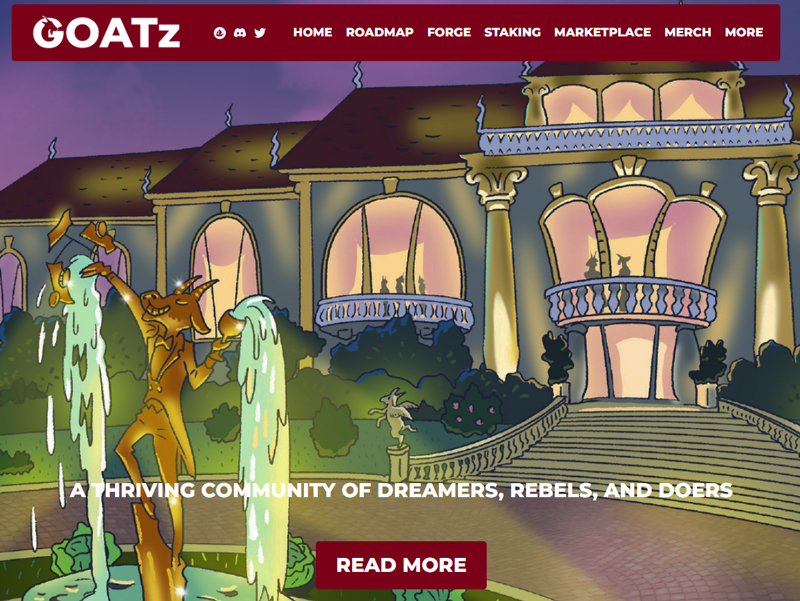 GOATz
HOME ROADMAP FORGE STAKING MARKETPLACE MERCH MORE
A THRIVING COMMUNITY OF DREAMERS, REBELS, AND DOERS
READ MORE